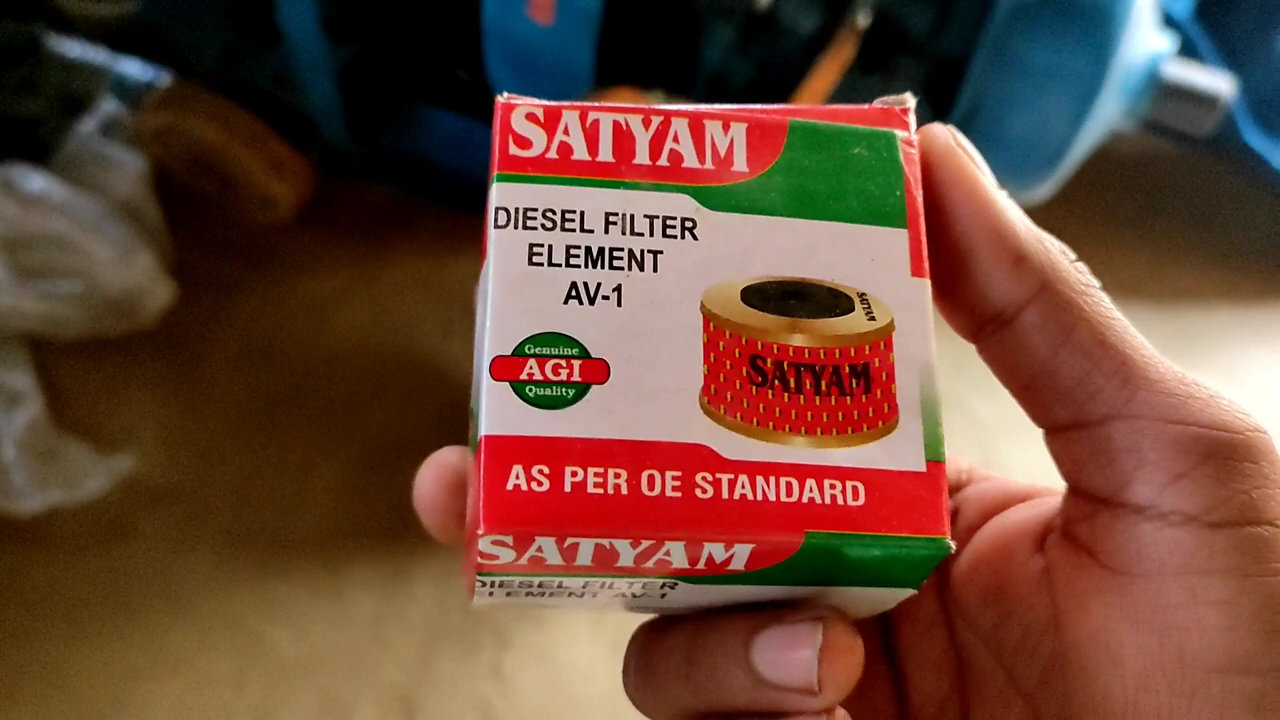 SATYAM
DIESEL FILTER
ELEMENT
AV-1
SATYAM
SATYAM
Genuine
AGI
Quality
AS PER OE STANDARD
SATYAM
DIESEL FILTER
ELEMENT AV-1